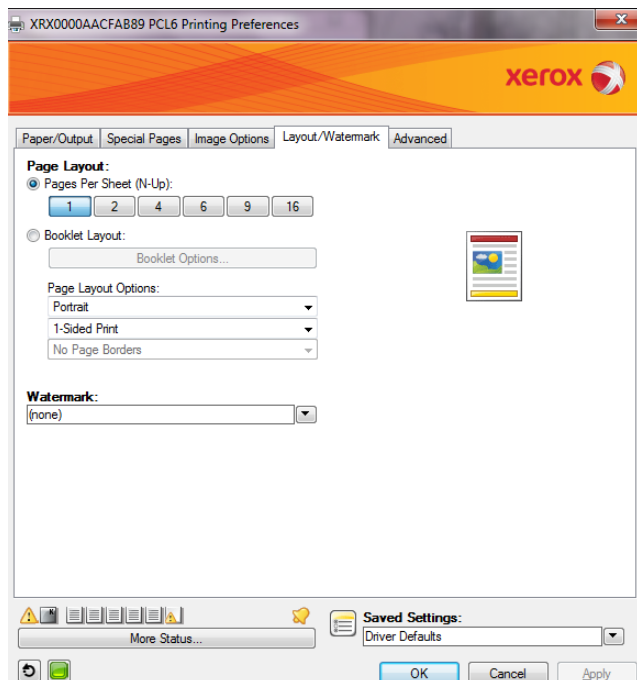 XRX0000AACFAB89 PCL6 Printing Preferences
xerox
Paper/Output Special Pages Image Options Layout/Watermark Advanced
Page Layout:
Pages Per Sheet (N-Up):
1 2 4 6 9 16
Booklet Layout:
Booklet Options...
Page Layout Options:
Portrait
1-Sided Print
No Page Borders
Watermark:
(none)
Saved Settings:
More Status... Driver Defaults
OK Cancel Apply